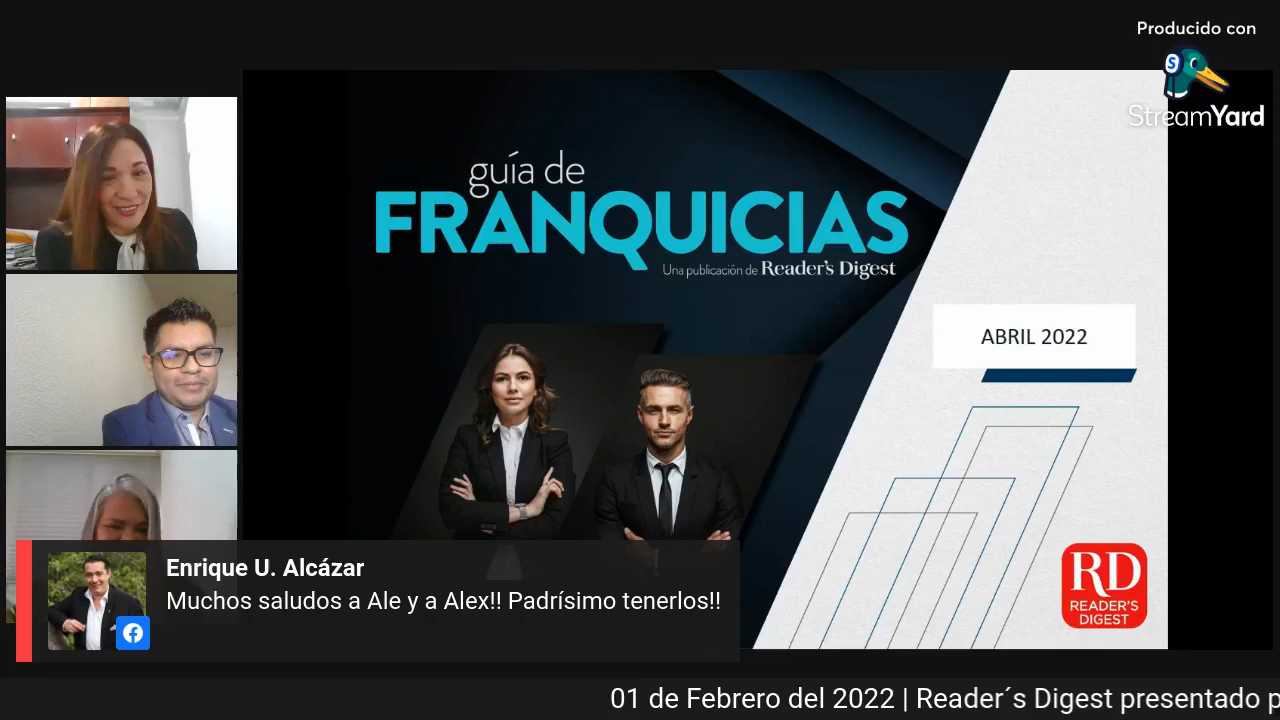 Producido con
S
StreamYard
guía de
FRANQUICIAS
Una publicación de Reader's Digest
ABRIL 2022
RD
READER'S
DIGEST
Enrique U. Alcázar
Muchos saludos a Ale y a Alex!! Padrísimo tenerlos!!
01 de Febrero del 2022 | Reader´s Digest presentado p